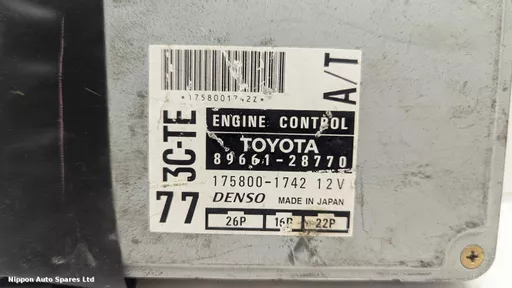 *1758001742Z*
A/T
3C-TE
ENGINE CONTROL
TOYOTA
89661-28770
175800-1742 12V
77
DENSO MADE IN JAPAN
26P 16P 22P
Nippon Auto Spares Ltd